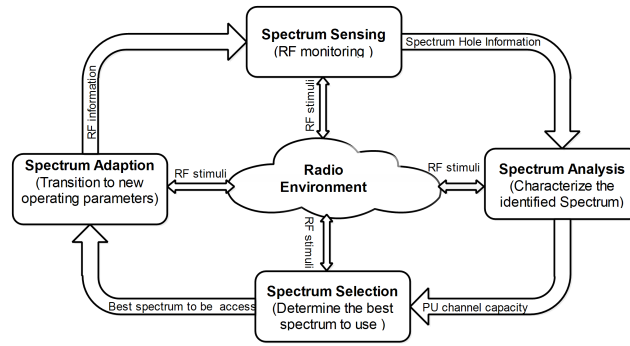 Spectrum Sensing
(RF monitoring )
Spectrum Hole Information
RF information
RF stimuli
Spectrum Adaption
(Transition to new
operating parameters)
RF stimuli
Radio
Environment
RF stimuli
Spectrum Analysis
(Characterize the
identified Spectrum)
RF stimuli
Spectrum Selection
(Determine the best
spectrum to use )
Best spectrum to be access
PU channel capacity